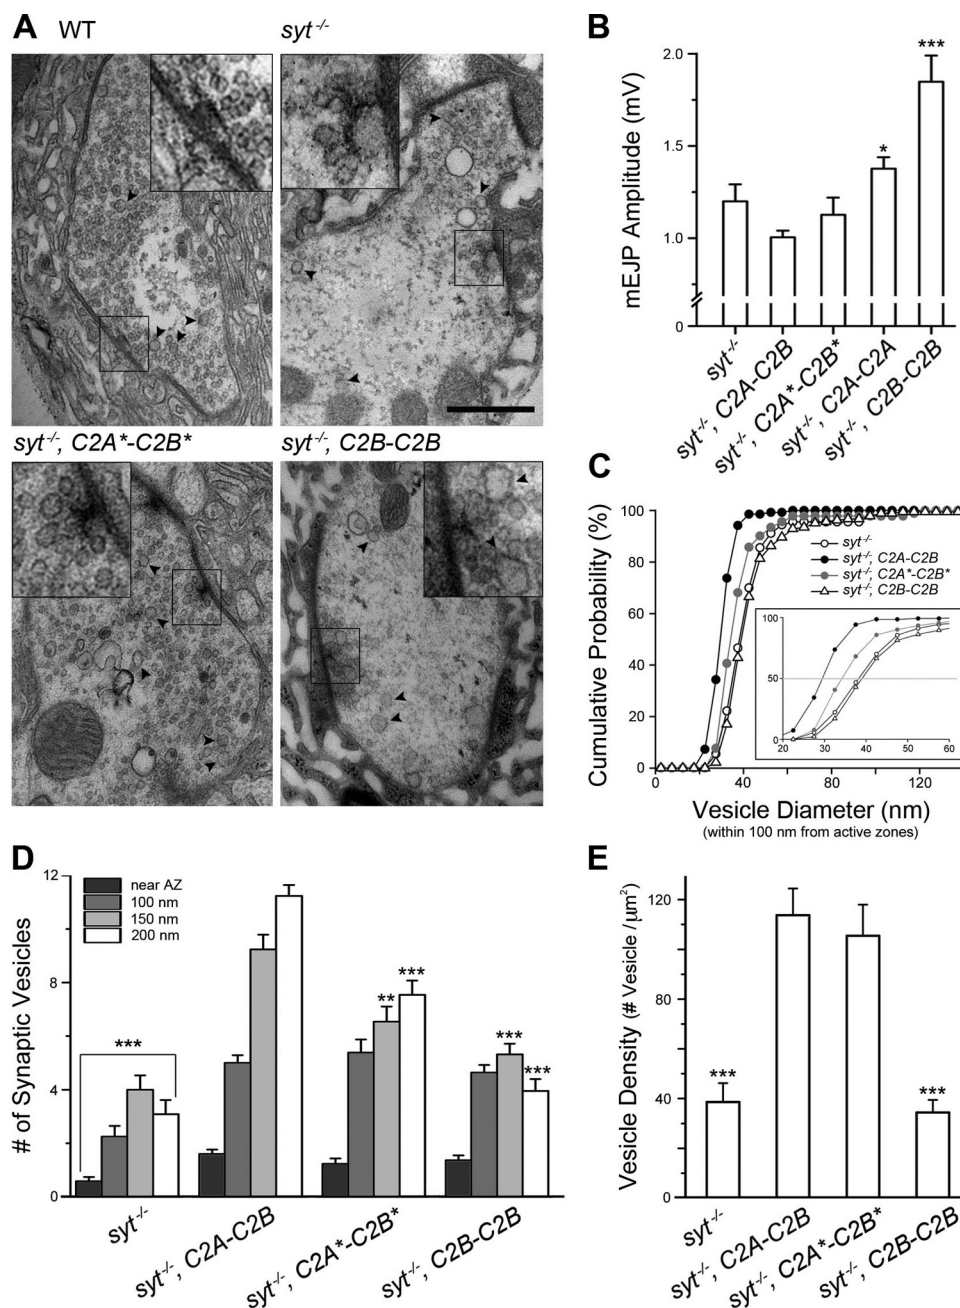 A WT syt-/-
syt-/-, C2A*-C2B* syt-/-, C2B-C2B
B
mEJP Amplitude (mV)
2.0
1.5
1.0
0
*
***
syt-/-
syt-/-, C2A-C2B
syt-/-, C2A*-C2B*
syt-/-, C2A-C2A
syt-/-, C2B-C2B
C
Cumulative Probability (%)
100
80
60
40
20
0
syt-/-
syt-/-, C2A-C2B
syt-/-, C2A*-C2B*
syt-/-, C2B-C2B
100
50
0
20 30 40 50 60
0 40 80 120
Vesicle Diameter (nm)
(within 100 nm from active zones)
D
# of Synaptic Vesicles
12
8
4
0
near AZ
100 nm
150 nm
200 nm
***
** ***
*** ***
syt-/-
syt-/-, C2A-C2B
syt-/-, C2A*-C2B*
syt-/-, C2B-C2B
E
Vesicle Density (# Vesicle /μm²)
120
80
40
0
*** ***
syt-/-
syt-/-, C2A-C2B
syt-/-, C2A*-C2B*
syt-/-, C2B-C2B